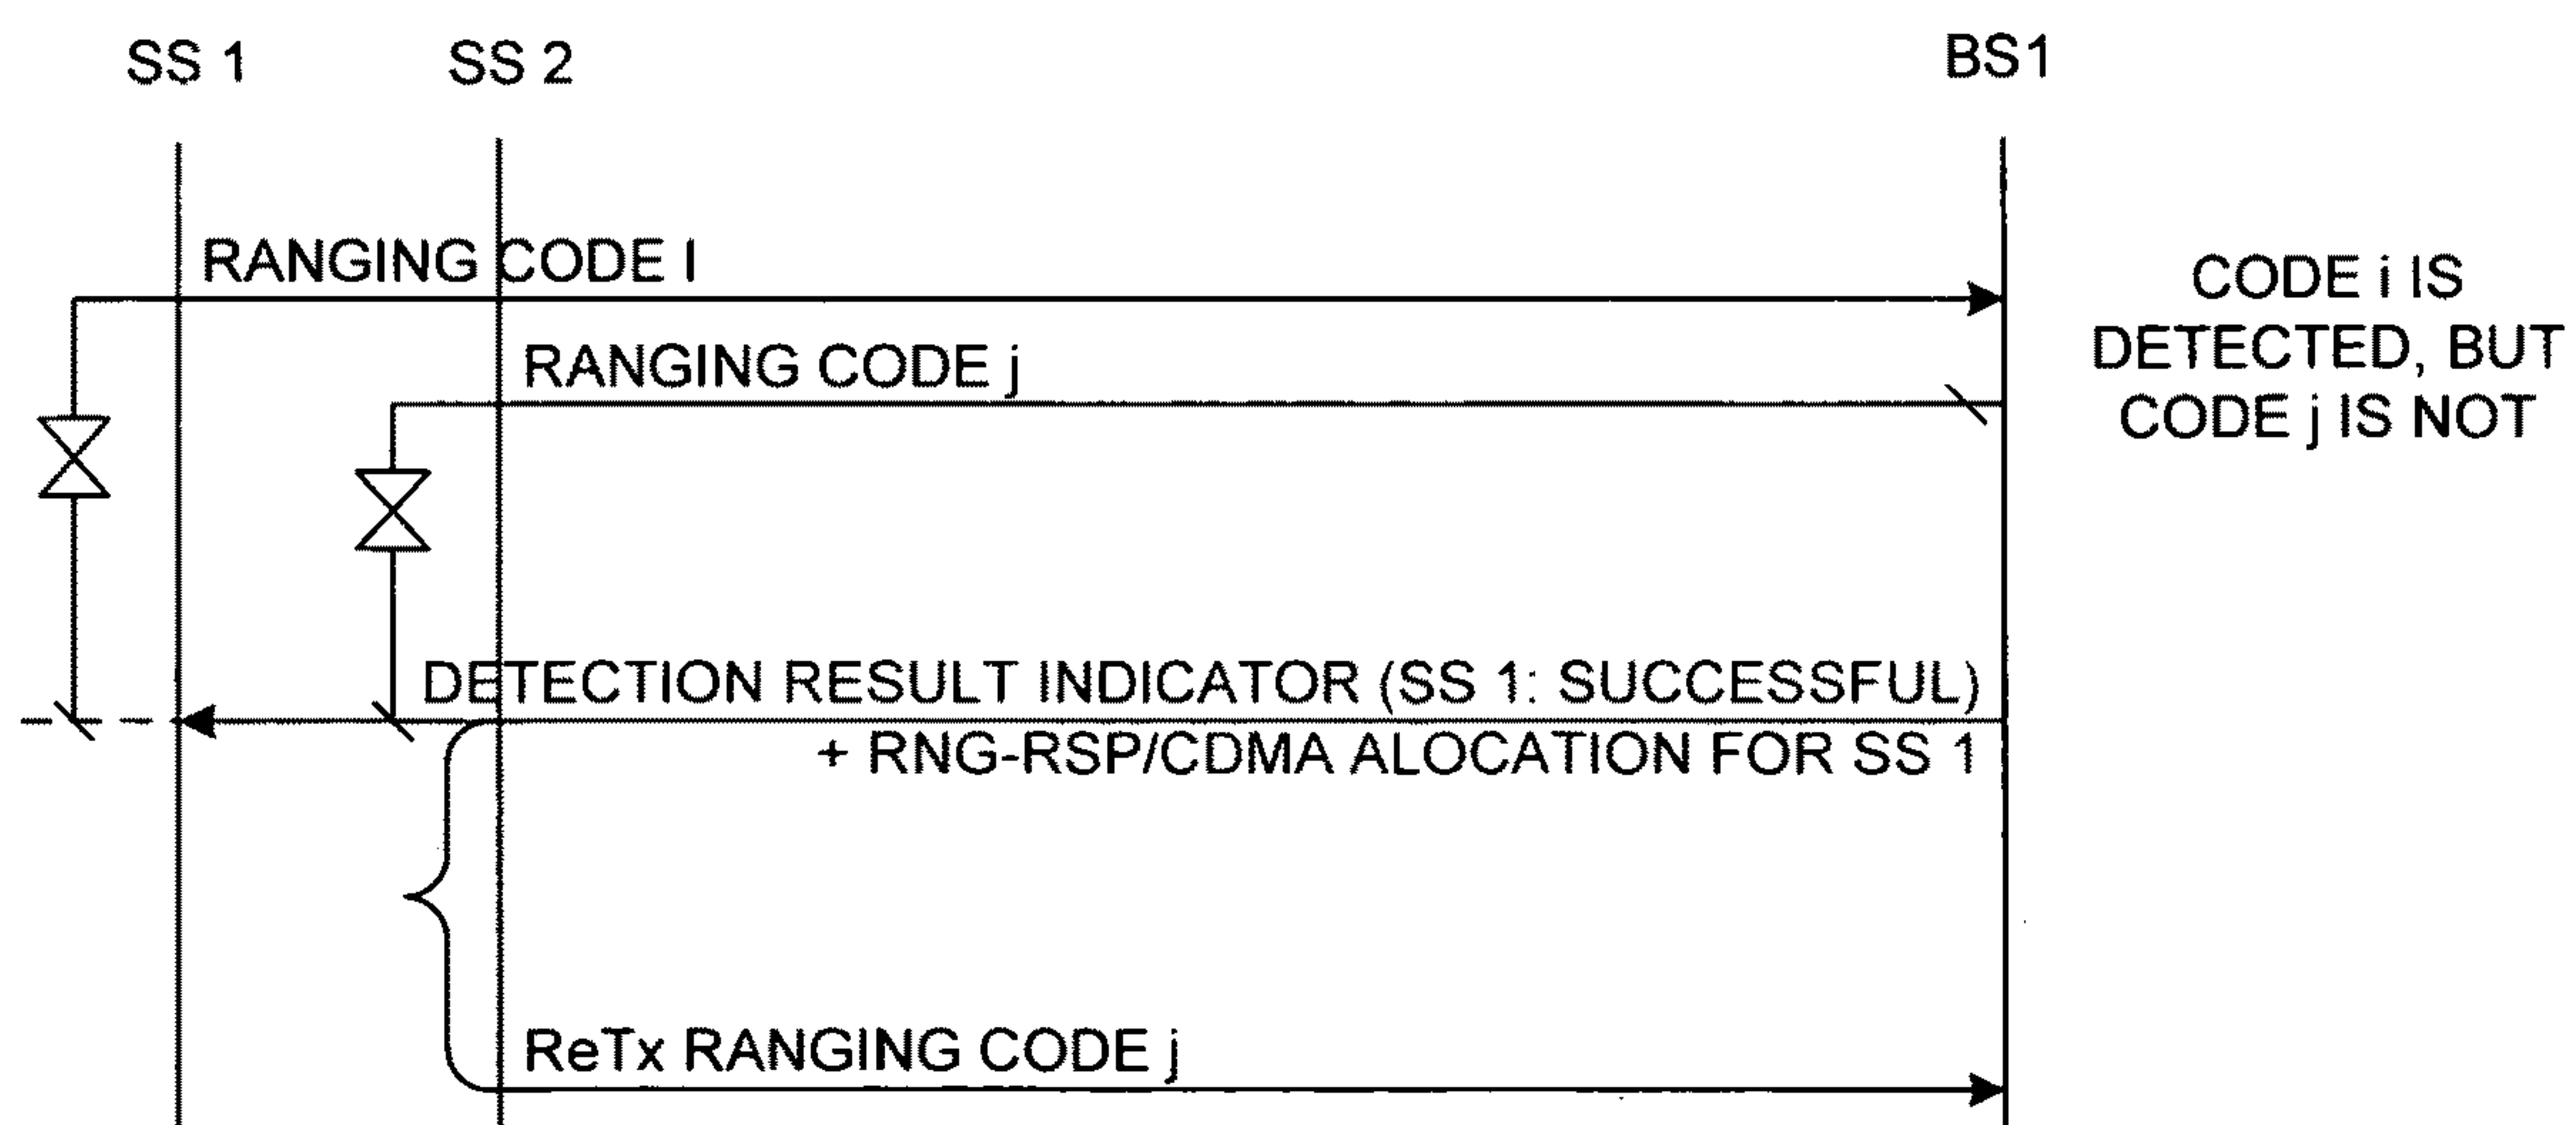 SS 1
SS 2
BS1
RANGING CODE I
CODE i IS
DETECTED, BUT
CODE j IS NOT
RANGING CODE j
DETECTION RESULT INDICATOR (SS 1: SUCCESSFUL)
+ RNG-RSP/CDMA ALOCATION FOR SS 1
ReTx RANGING CODE j